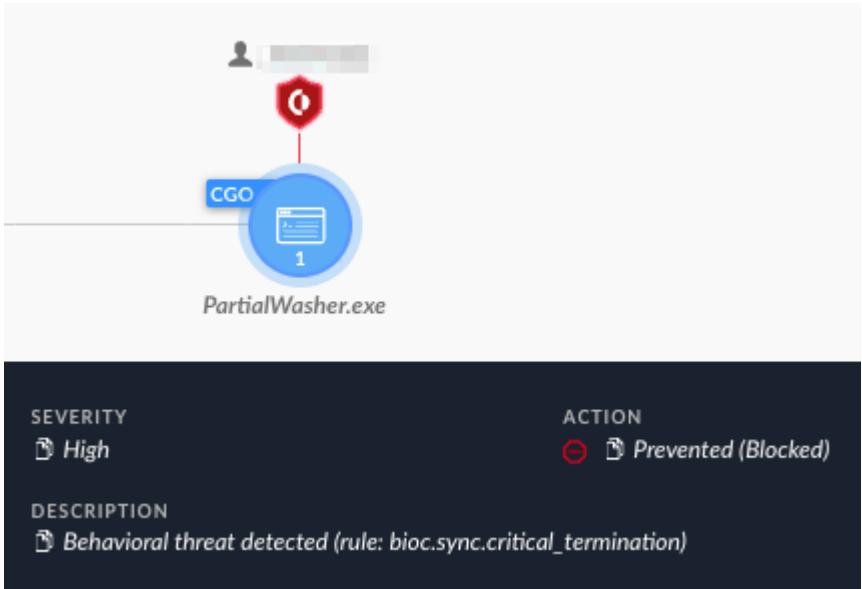 CGO
1
PartialWasher.exe
SEVERITY
High
ACTION
Prevented (Blocked)
DESCRIPTION
Behavioral threat detected (rule: bioc.sync.critical_termination)